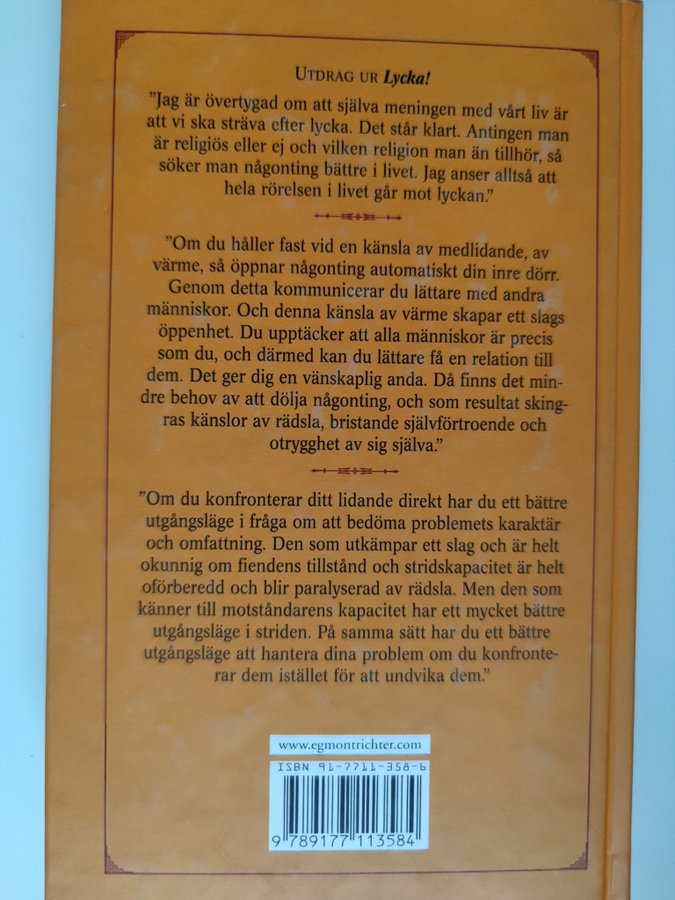 UTDRAG UR Lycka!
”Jag är övertygad om att själva meningen med vårt liv är
att vi ska sträva efter lycka. Det står klart. Antingen man
är religiös eller ej och vilken religion man än tillhör, så
söker man någonting bättre i livet. Jag anser alltså att
hela rörelsen i livet går mot lyckan.”
”Om du håller fast vid en känsla av medlidande, av
värme, så öppnar någonting automatiskt din inre dörr.
Genom detta kommunicerar du lättare med andra
människor. Och denna känsla av värme skapar ett slags
öppenhet. Du upptäcker att alla människor är precis
som du, och därmed kan du lättare få en relation till
dem. Det ger dig en vänskaplig anda. Då finns det min-
dre behov av att dölja någonting, och som resultat sking-
ras känslor av rädsla, bristande självförtroende och
otrygghet av sig själva.”
”Om du konfronterar ditt lidande direkt har du ett bättre
utgångsläge i fråga om att bedöma problemets karaktär
och omfattning. Den som utkämpar ett slag och är helt
okunnig om fiendens tillstånd och stridskapacitet är helt
oförberedd och blir paralyserad av rädsla. Men den som
känner till motståndarens kapacitet har ett mycket bättre
utgångsläge i striden. På samma sätt har du ett bättre
utgångsläge att hantera dina problem om du konfronte-
rar dem istället för att undvika dem.”
www.egmontrichter.com
ISBN 91-7711-358-6
9 789177 113584